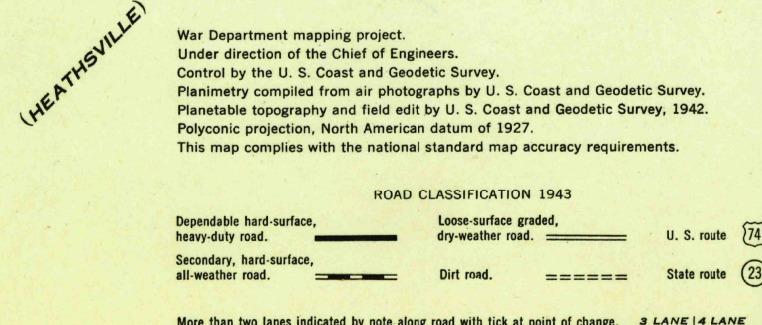 (HEATHSVILLE)
War Department mapping project.
Under direction of the Chief of Engineers.
Control by the U. S. Coast and Geodetic Survey.
Planimetry compiled from air photographs by U. S. Coast and Geodetic Survey.
Planetable topography and field edit by U. S. Coast and Geodetic Survey, 1942.
Polyconic projection, North American datum of 1927.
This map complies with the national standard map accuracy requirements.
ROAD CLASSIFICATION 1943
Dependable hard-surface,
heavy-duty road.
Loose-surface graded,
dry-weather road.
U. S. route 74
Secondary, hard-surface,
all-weather road.
Dirt road.
State route 23
More than two lanes indicated by note along road with tick at point of change. 3 LANE | 4 LANE